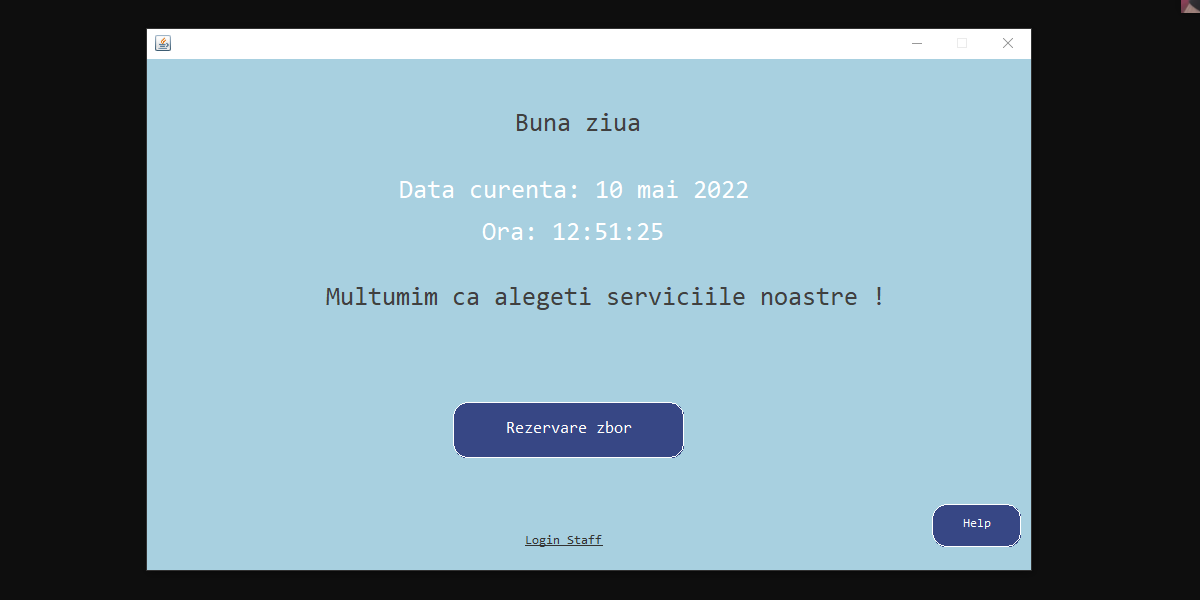 Buna ziua
Data curenta: 10 mai 2022
Ora: 12:51:25
Multumim ca alegeti serviciile noastre !
Rezervare zbor
Help
Login Staff